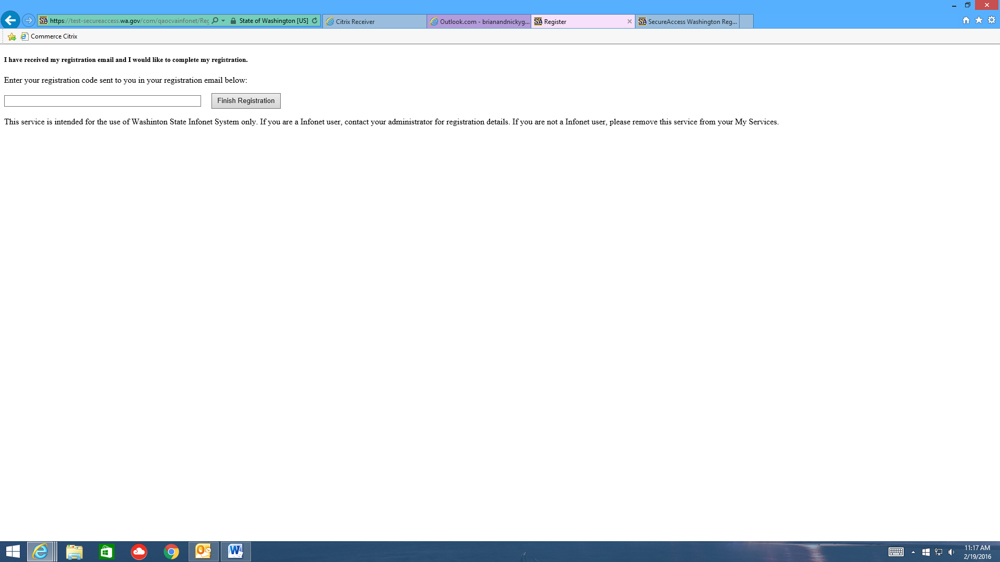 https://test-secureaccess.wa.gov/com/qaocvainfonet/Reg State of Washington [US]
Citrix Receiver
Outlook.com - brianandnickyg...
Register
SecureAccess Washington Reg...
Commerce Citrix
I have received my registration email and I would like to complete my registration.
Enter your registration code sent to you in your registration email below:
Finish Registration
This service is intended for the use of Washinton State Infonet System only. If you are a Infonet user, contact your administrator for registration details. If you are not a Infonet user, please remove this service from your My Services.
11:17 AM
2/19/2016